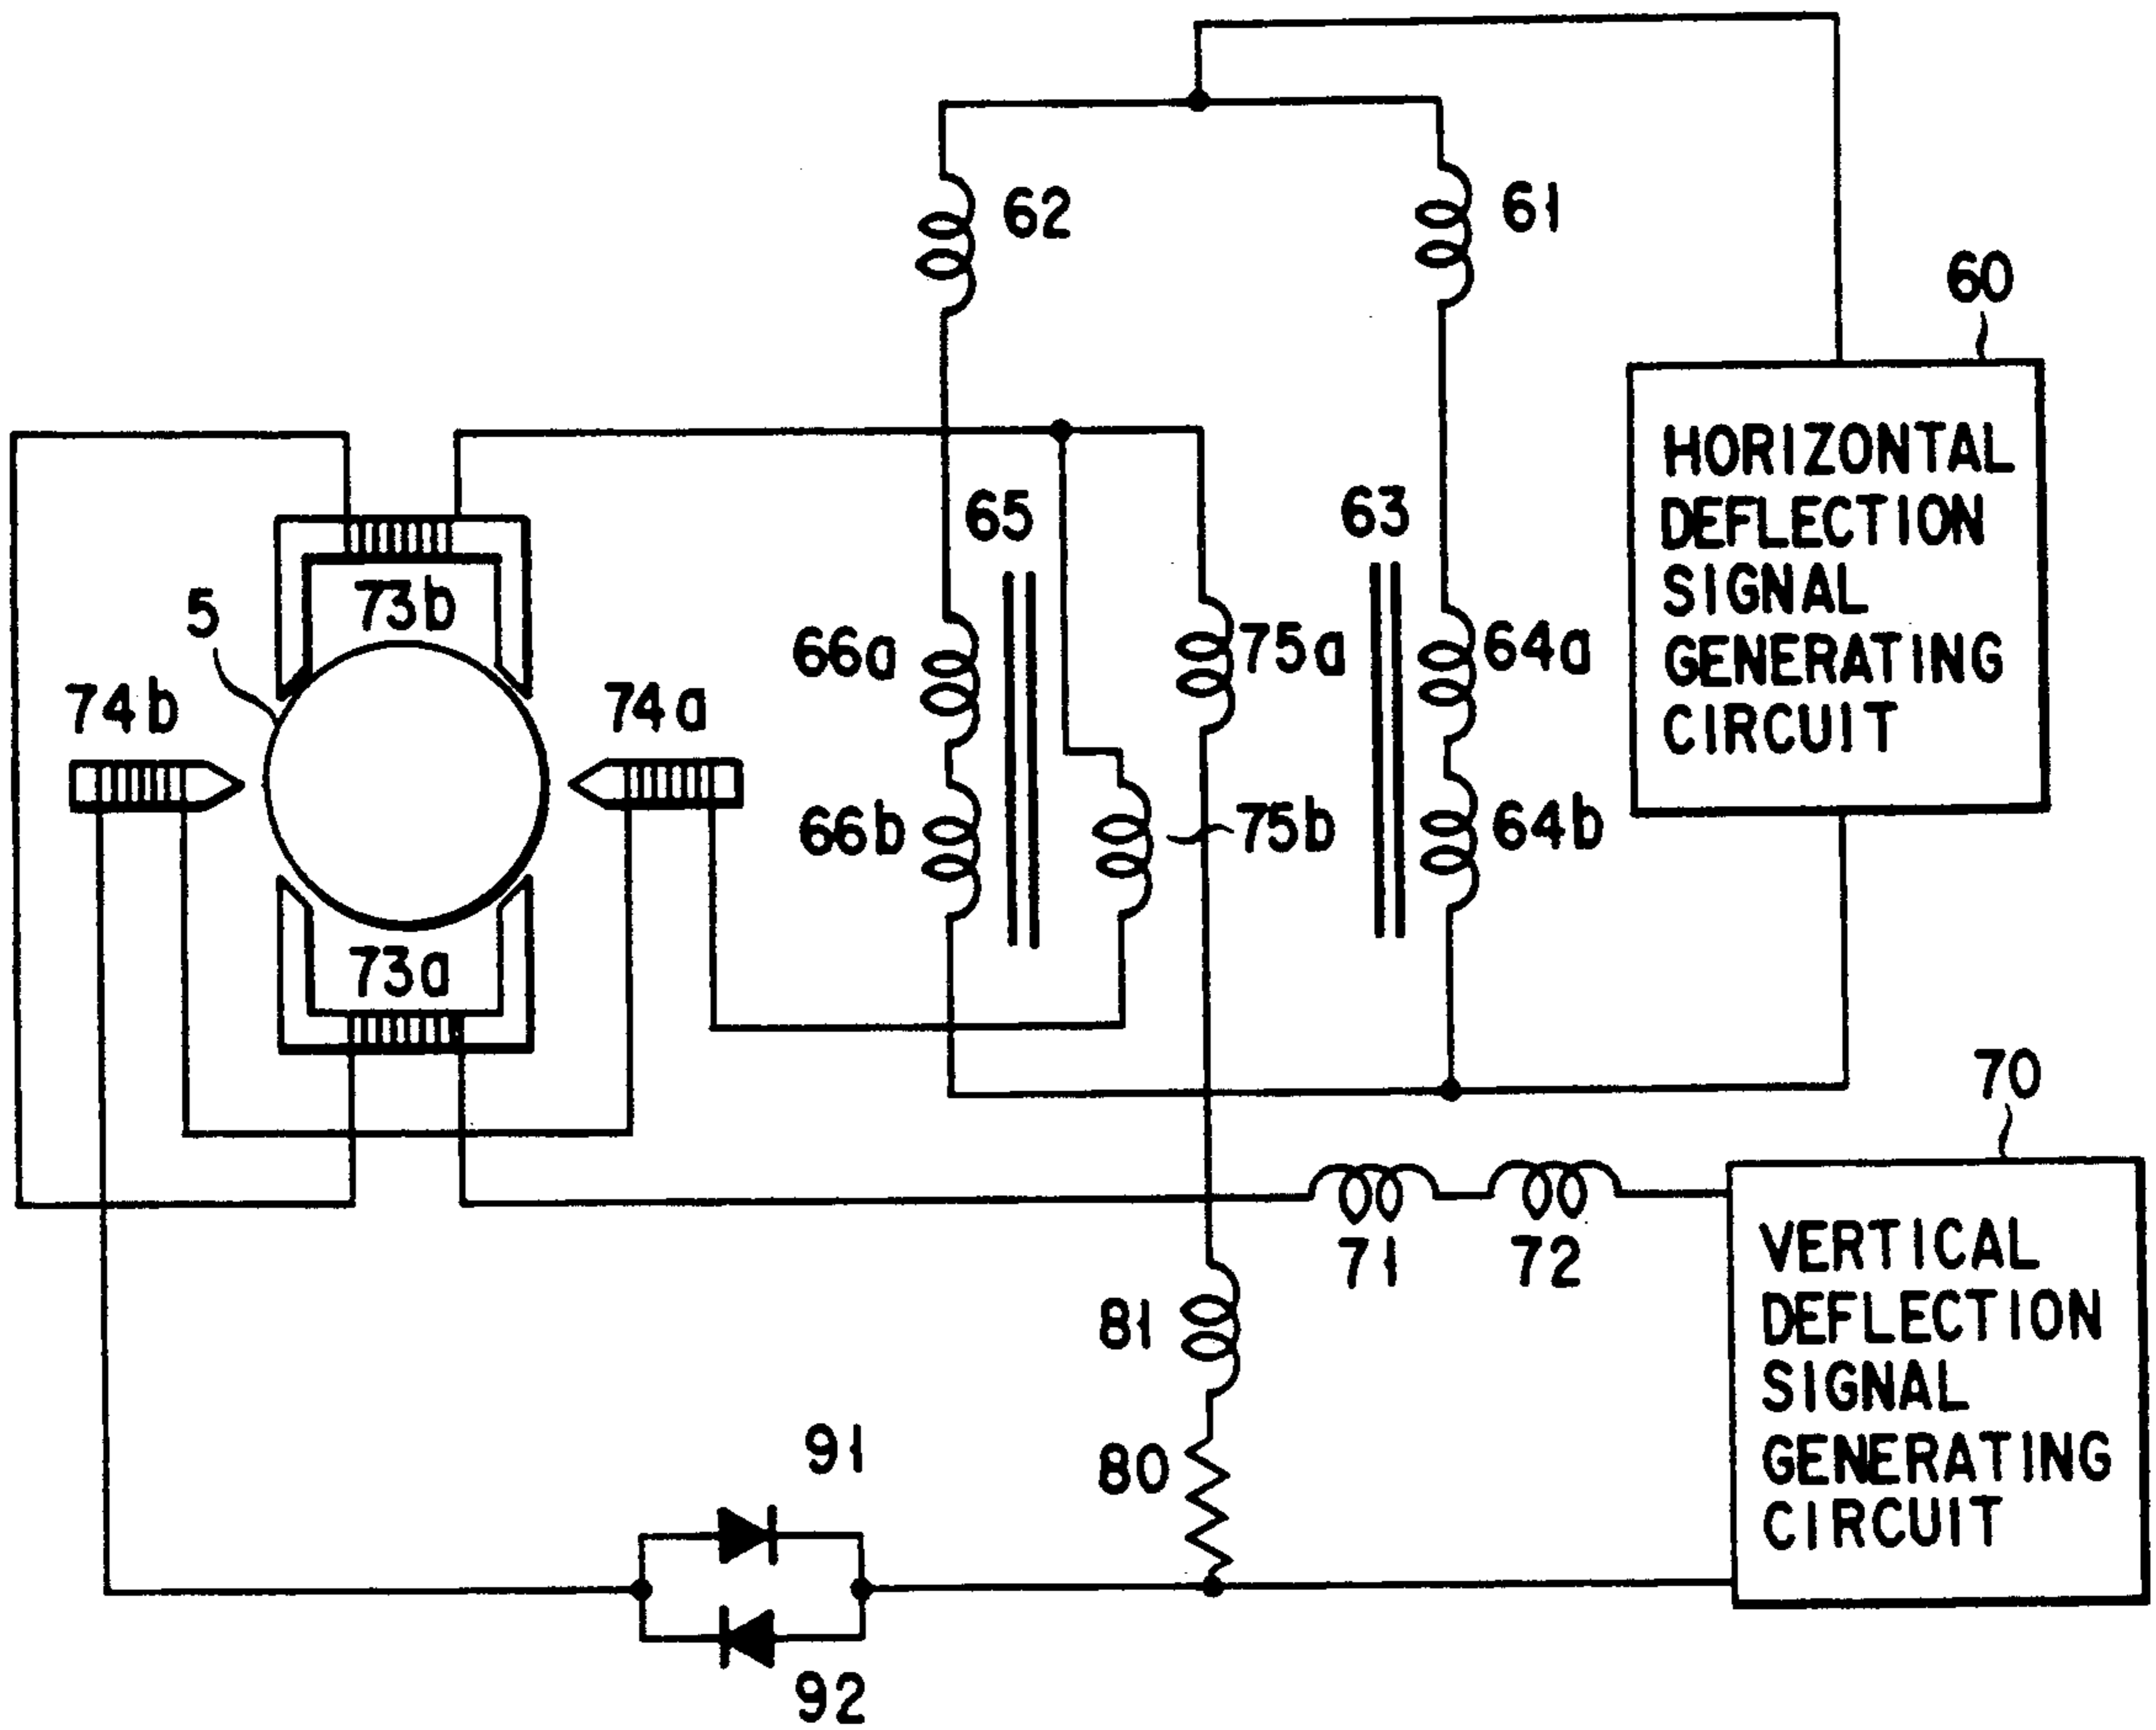 62
61
60
HORIZONTAL
DEFLECTION
SIGNAL
GENERATING
CIRCUIT
65
63
5
73b
66a
75a
64a
74b
74a
66b
75b
64b
73a
70
71
72
VERTICAL
DEFLECTION
SIGNAL
GENERATING
CIRCUIT
81
80
91
92